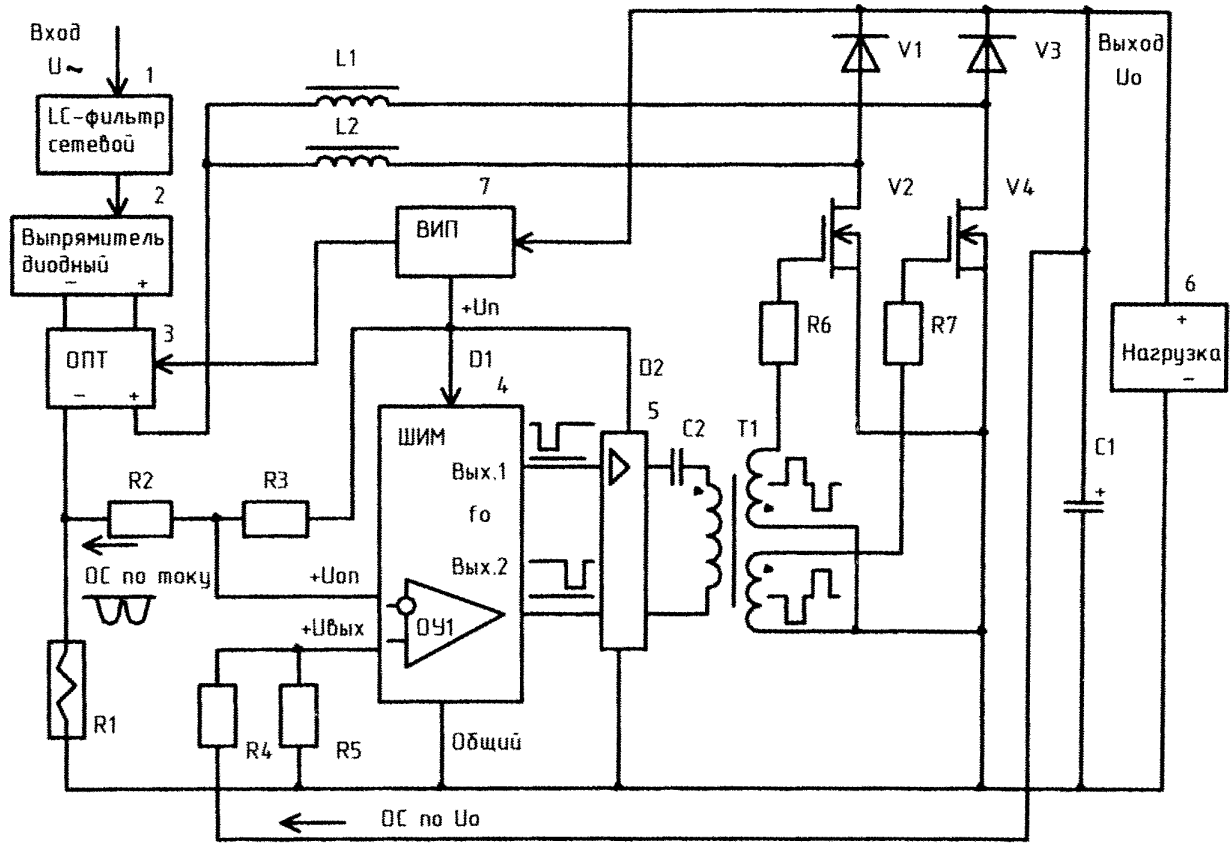 Вход
U~
1
LC-фильтр
сетевой
2
Выпрямитель
диодный
- +
3
ОПТ
- +
L1
L2
7
ВИП
+Uп
V1
V3
Выход
Uо
V2
V4
R6
R7
6
+
Нагрузка
-
D1
4
D2
5
ШИМ
Вых.1
fо
Вых.2
C2
T1
C1
+
R2
R3
ОС по току
+Uоп
+Uвых
ОУ1
R1
R4
R5
Общий
ОС по Uо